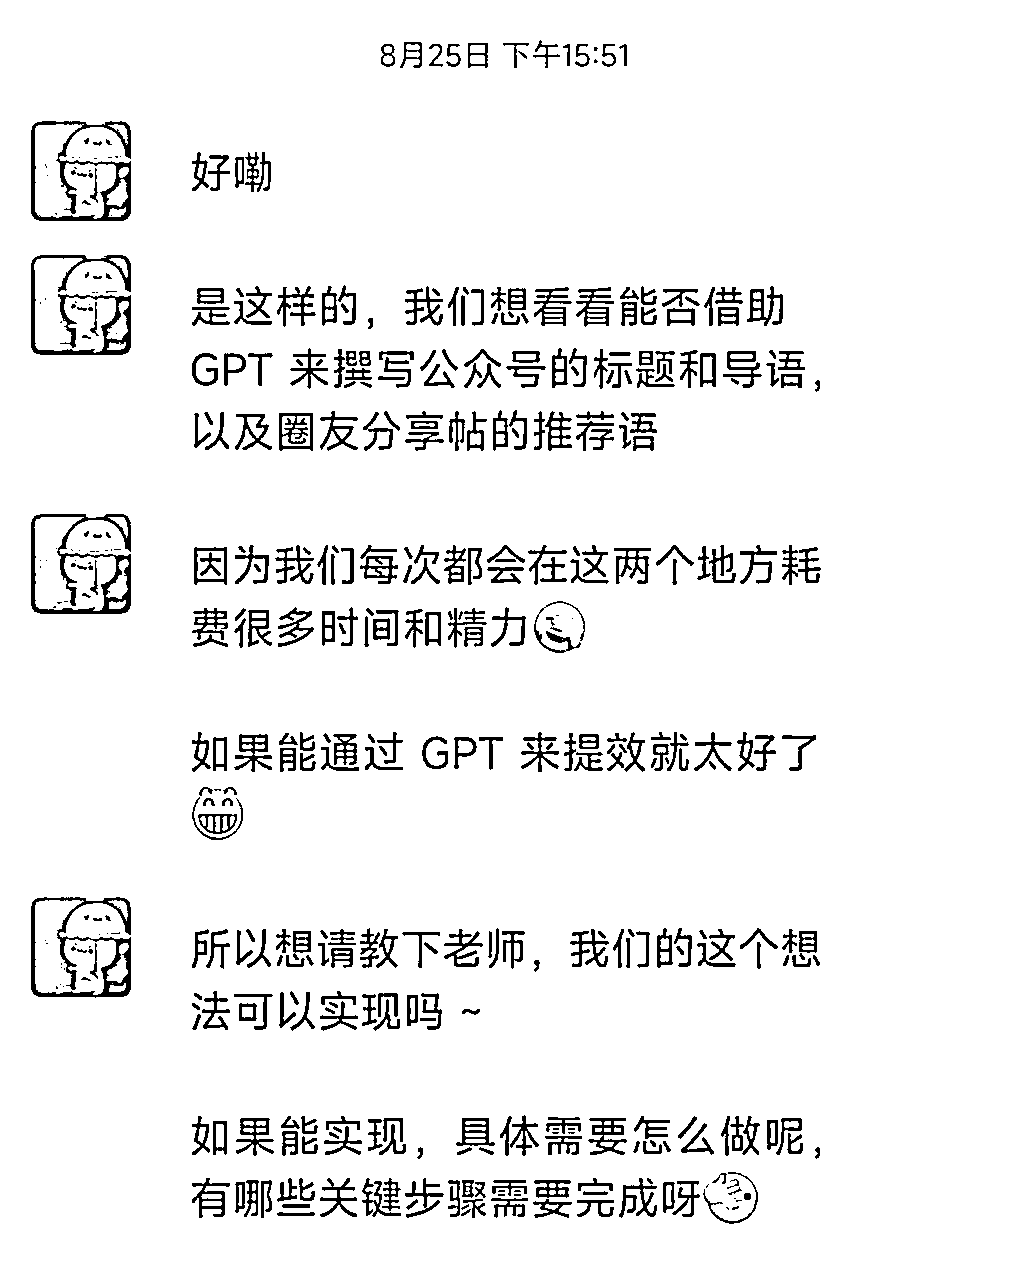 8月25日 下午15:51
好嘞
是这样的，我们想看看能否借助
GPT 来撰写公众号的标题和导语，
以及圈友分享帖的推荐语
因为我们每次都会在这两个地方耗
费很多时间和精力
如果能通过 GPT 来提效就太好了
所以想请教下老师，我们的这个想
法可以实现吗 ~
如果能实现，具体需要怎么做呢，
有哪些关键步骤需要完成呀